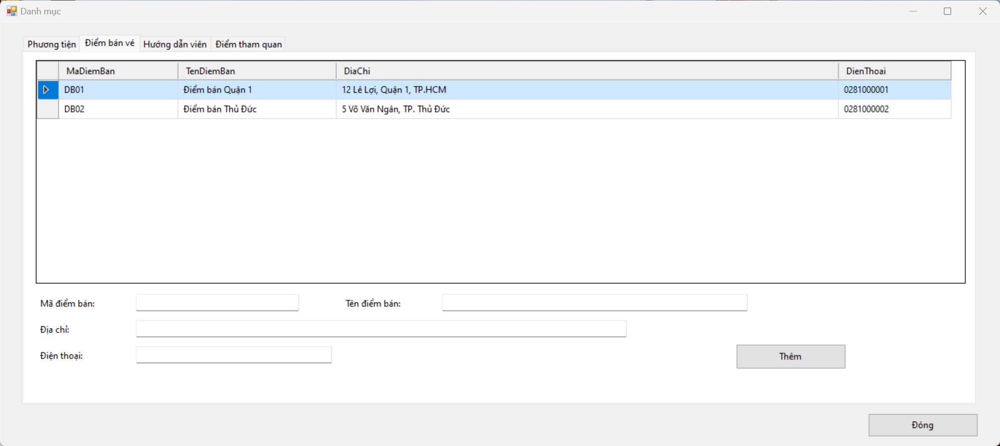 Danh mục
Phương tiện Điểm bán vé Hướng dẫn viên Điểm tham quan
MaDiemBan TenDiemBan DiaChi DienThoai
DB01 Điểm bán Quận 1 12 Lê Lợi, Quận 1, TP.HCM 0281000001
DB02 Điểm bán Thủ Đức 5 Võ Văn Ngân, TP. Thủ Đức 0281000002
Mã điểm bán: Tên điểm bán:
Địa chỉ:
Điện thoại: Thêm
Đóng